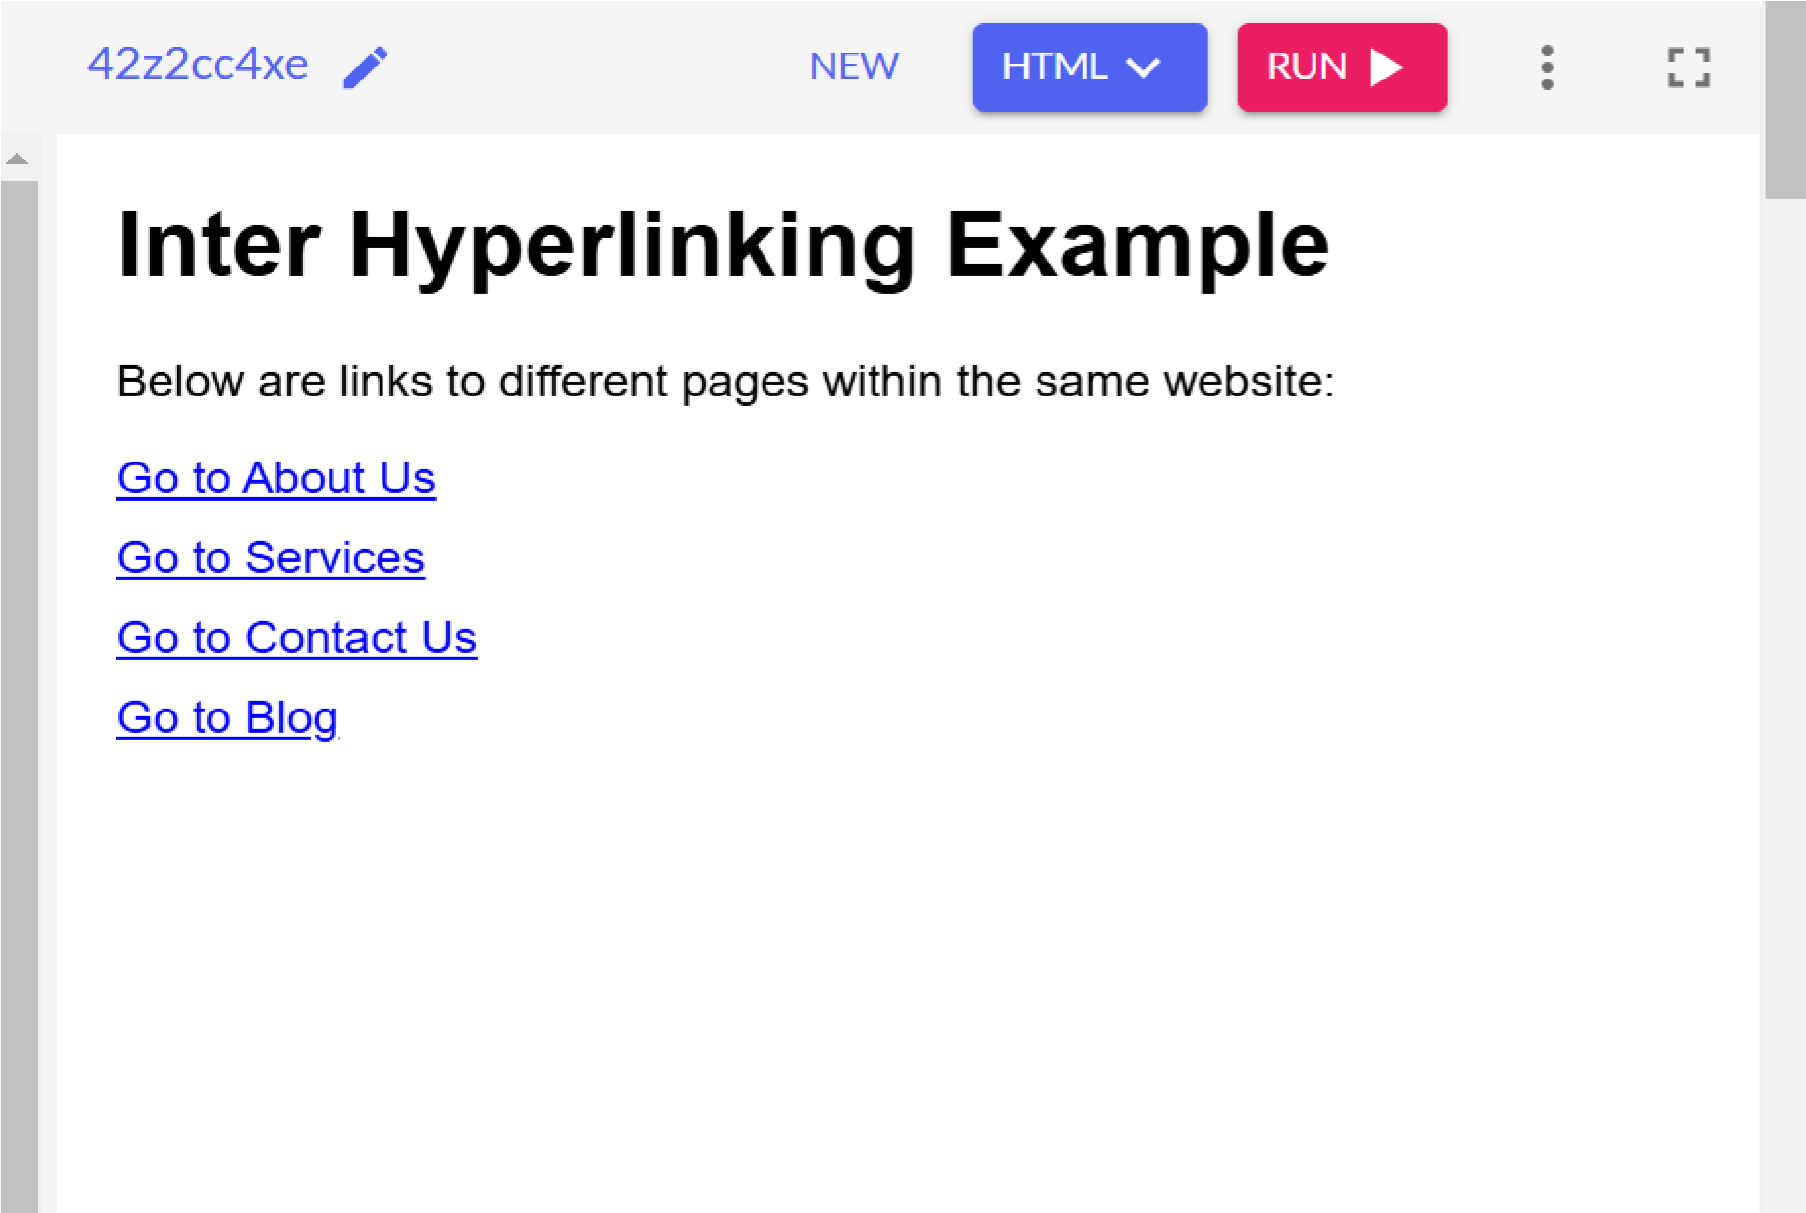 42z2cc4xe NEW HTML RUN
Inter Hyperlinking Example
Below are links to different pages within the same website:
Go to About Us
Go to Services
Go to Contact Us
Go to Blog